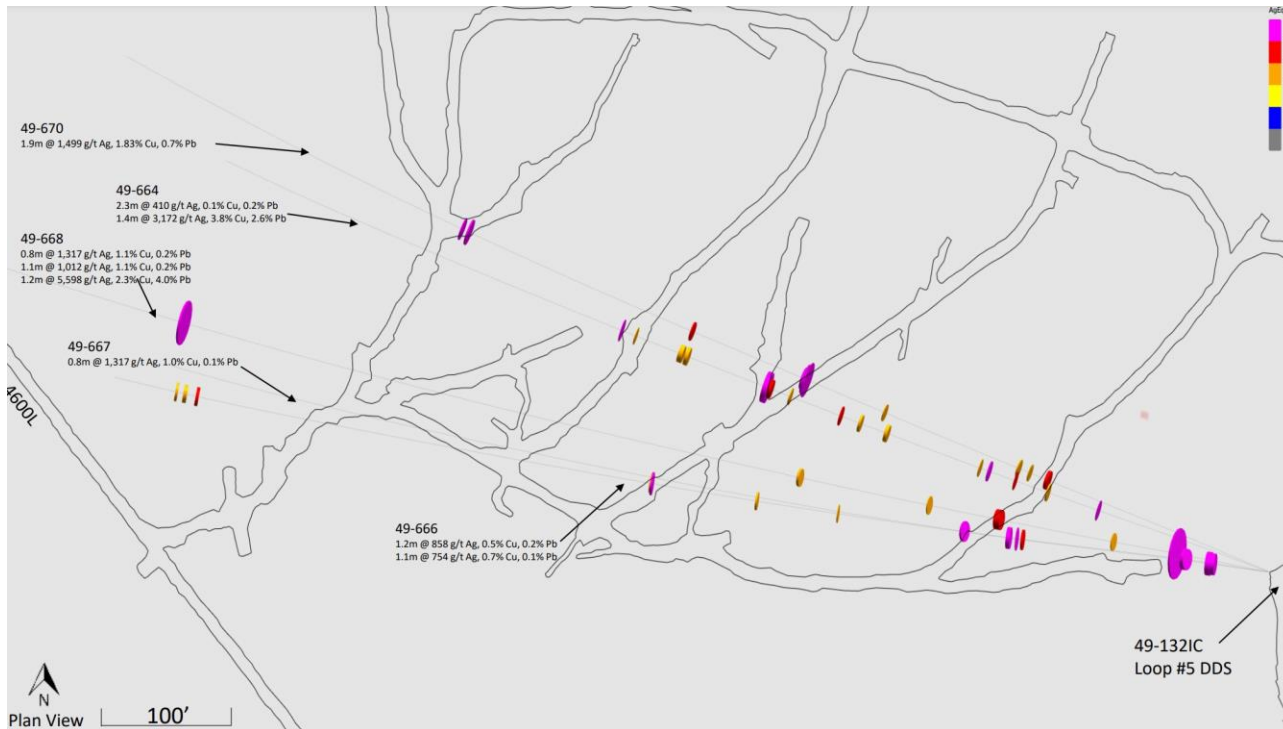 AgEq
49-670
1.9m @ 1,499 g/t Ag, 1.83% Cu, 0.7% Pb
49-664
2.3m @ 410 g/t Ag, 0.1% Cu, 0.2% Pb
1.4m @ 3,172 g/t Ag, 3.8% Cu, 2.6% Pb
49-668
0.8m @ 1,317 g/t Ag, 1.1% Cu, 0.2% Pb
1.1m @ 1,012 g/t Ag, 1.1% Cu, 0.2% Pb
1.2m @ 5,598 g/t Ag, 2.3% Cu, 4.0% Pb
49-667
0.8m @ 1,317 g/t Ag, 1.0% Cu, 0.1% Pb
4600L
49-666
1.2m @ 858 g/t Ag, 0.5% Cu, 0.2% Pb
1.1m @ 754 g/t Ag, 0.7% Cu, 0.1% Pb
49-132IC
Loop #5 DDS
N
Plan View
100’